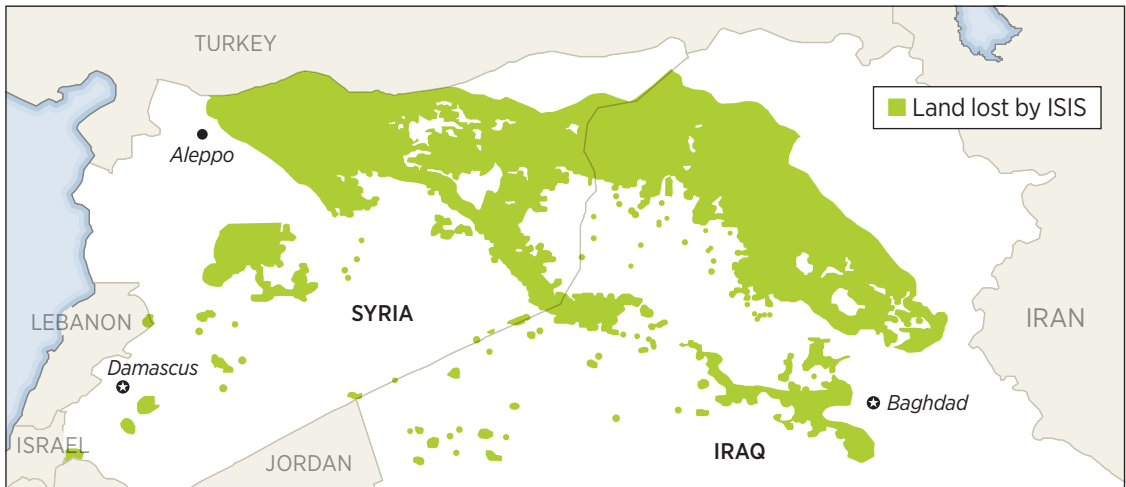 TURKEY
Land lost by ISIS
Aleppo
SYRIA
LEBANON
IRAN
Damascus
Baghdad
ISRAEL
JORDAN
IRAQ